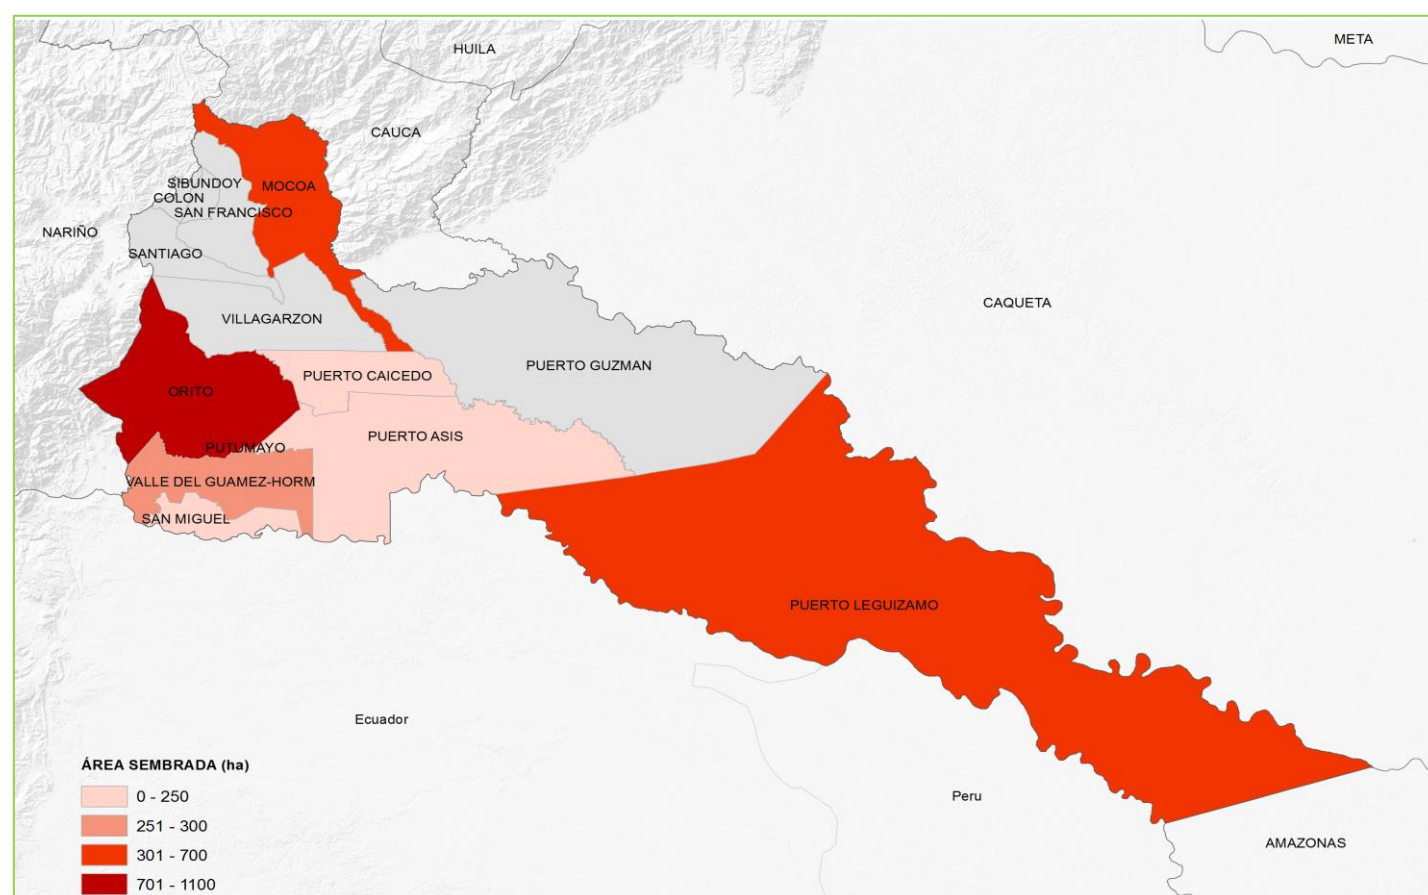 META
HUILA
CAUCA
SIBUNDOY
MOCOA
COLON
SAN FRANCISCO
NARIÑO
SANTIAGO
CAQUETA
VILLAGARZON
PUERTO GUZMAN
PUERTO CAICEDO
ORITO
PUERTO ASIS
PUTUMAYO
VALLE DEL GUAMEZ-HORM
SAN MIGUEL
PUERTO LEGUIZAMO
Ecuador
Peru
AMAZONAS
ÁREA SEMBRADA (ha)
0 - 250
251 - 300
301 - 700
701 - 1100